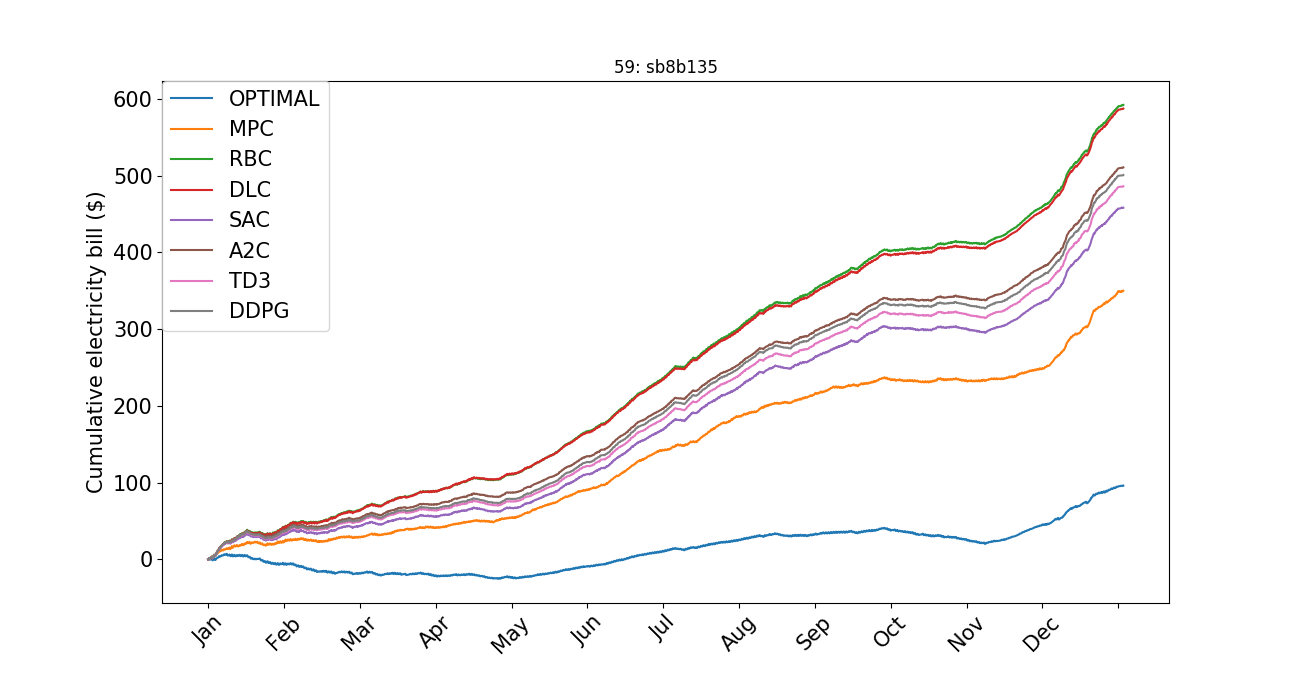 59: sb8b135
Cumulative electricity bill ($)
600
500
400
300
200
100
0
OPTIMAL
MPC
RBC
DLC
SAC
A2C
TD3
DDPG
Jan
Feb
Mar
Apr
May
Jun
Jul
Aug
Sep
Oct
Nov
Dec